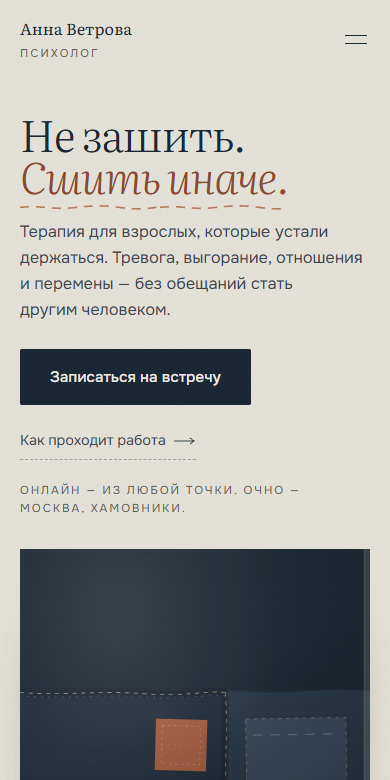 Анна Ветрова
ПСИХОЛОГ
Не зашить.
Сшить иначе.
Терапия для взрослых, которые устали
держаться. Тревога, выгорание, отношения
и перемены — без обещаний стать
другим человеком.
Записаться на встречу
Как проходит работа →
ОНЛАЙН — ИЗ ЛЮБОЙ ТОЧКИ. ОЧНО —
МОСКВА, ХАМОВНИКИ.